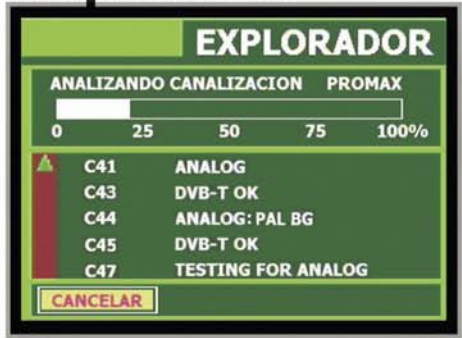 EXPLORADOR
ANALIZANDO CANALIZACION PROMAX
0 25 50 75 100%
C41 ANALOG
C43 DVB-T OK
C44 ANALOG: PAL BG
C45 DVB-T OK
C47 TESTING FOR ANALOG
CANCELAR